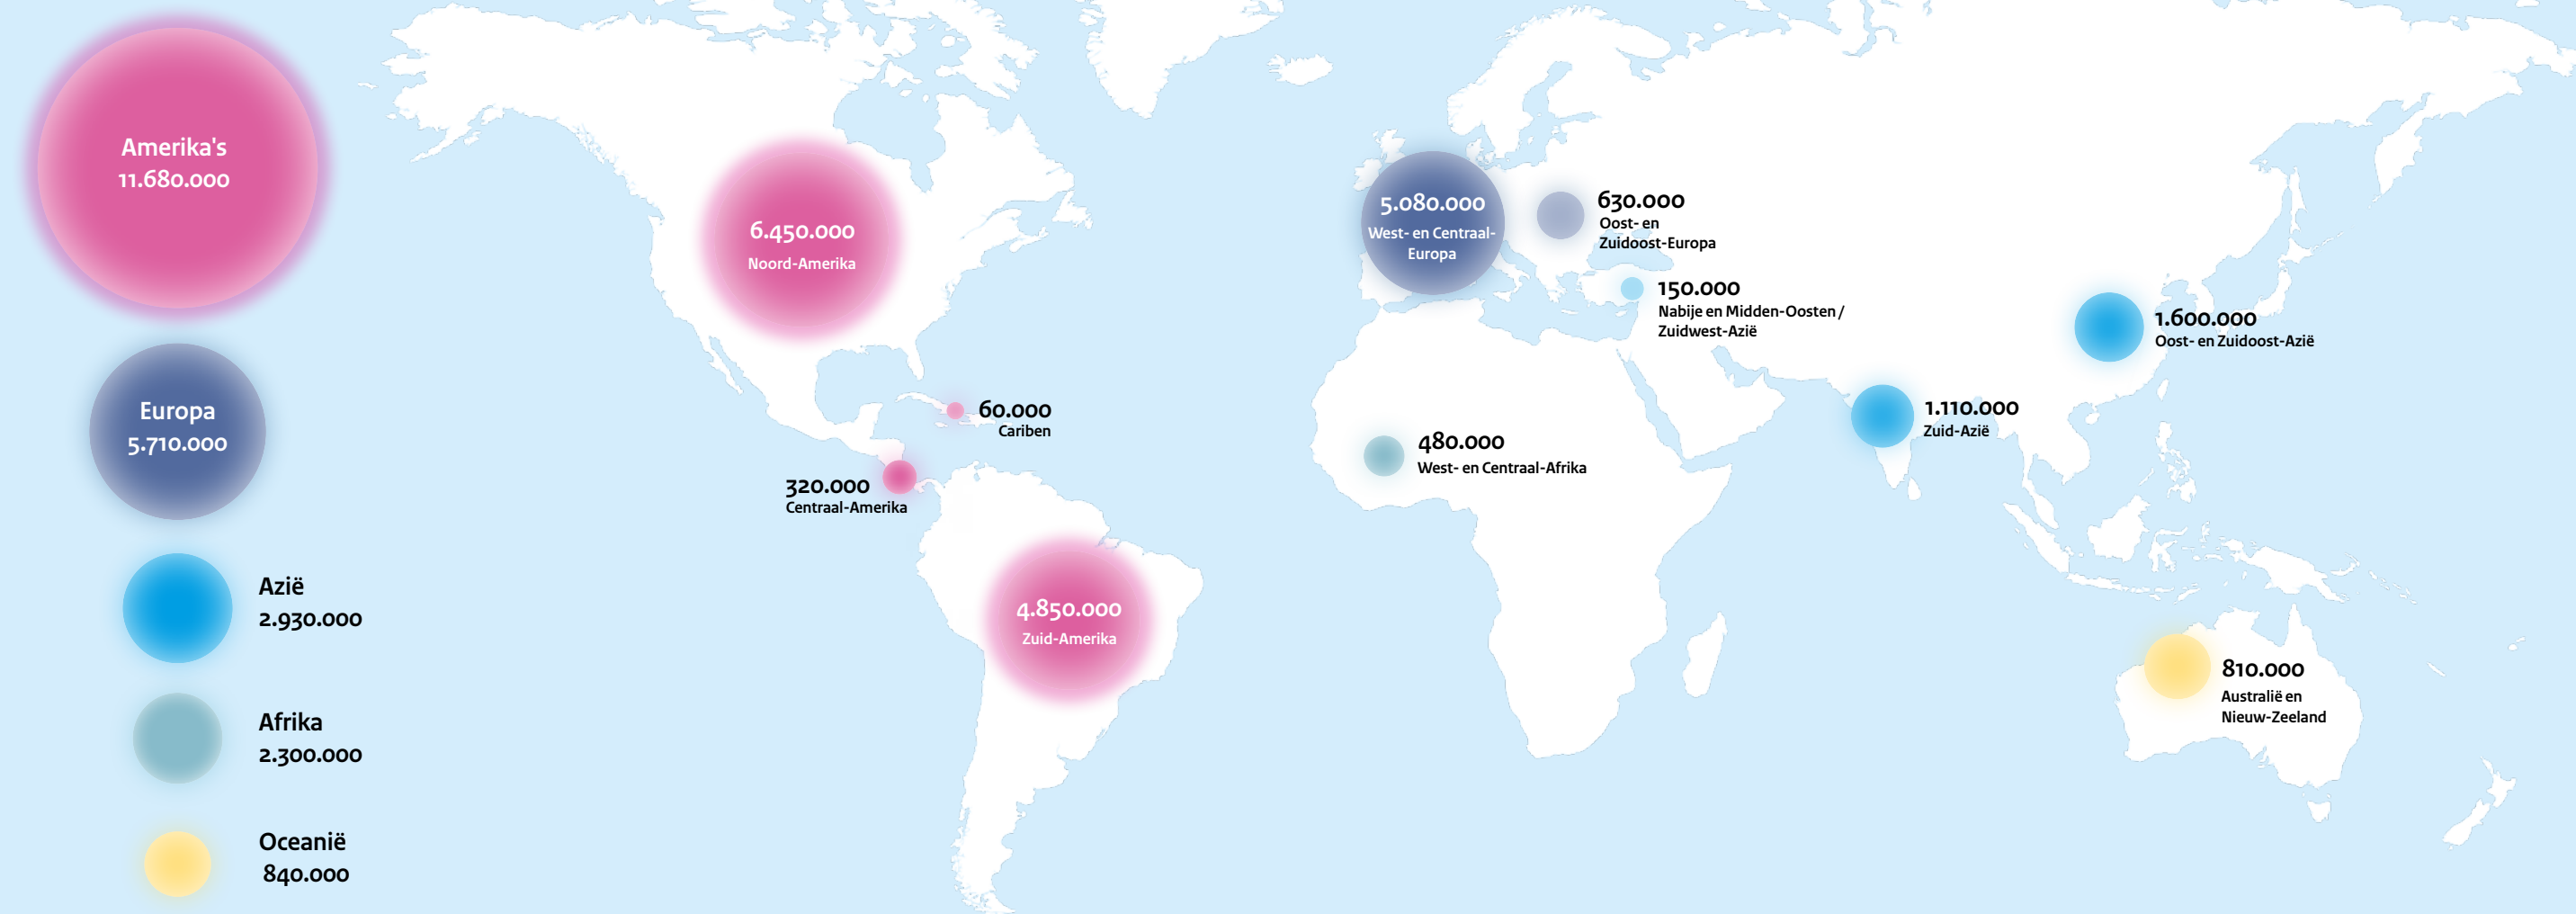 Amerika's
11.680.000
Europa
5.710.000
Azië
2.930.000
Afrika
2.300.000
Oceanië
840.000
6.450.000
Noord-Amerika
60.000
Cariben
320.000
Centraal-Amerika
4.850.000
Zuid-Amerika
5.080.000
West- en Centraal-
Europa
630.000
Oost- en
Zuidoost-Europa
150.000
Nabije en Midden-Oosten /
Zuidwest-Azië
480.000
West- en Centraal-Afrika
1.600.000
Oost- en Zuidoost-Azië
1.110.000
Zuid-Azië
810.000
Australië en
Nieuw-Zeeland